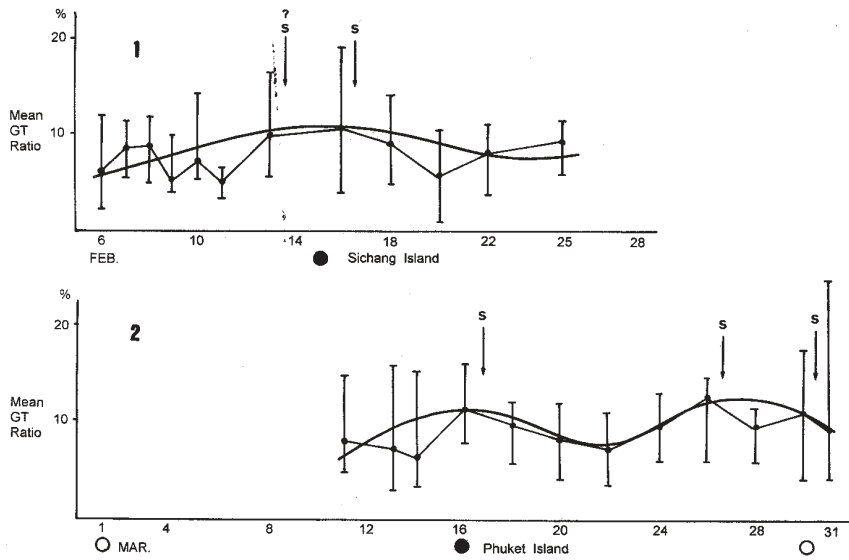 %
20
1
?
S
S
Mean
GT
Ratio
10
6
10
14
18
22
25
28
FEB.
Sichang Island
%
20
2
S
S
S
Mean
GT
Ratio
10
1
4
8
12
16
20
24
28
31
MAR.
Phuket Island